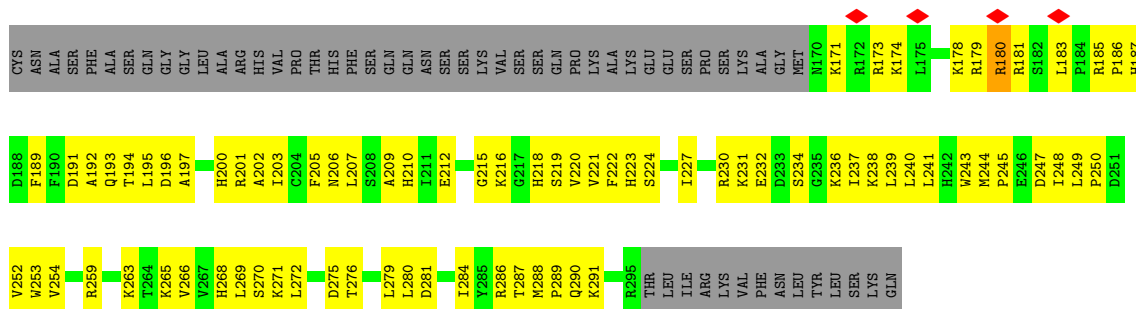 CYS ASN ALA SER PHE ALA SER GLN GLY GLY LEU ALA ARG HIS VAL PRO THR HIS PHE SER GLN GLN ASN SER SER LYS VAL SER SER GLN PRO LYS ALA LYS GLU GLU SER PRO SER LYS ALA GLY MET N170 K171 R172 R173 K174 L175 K178 R179 R180 R181 S182 L183 P184 R185 P186 H187
D188 F189 F190 D191 A192 Q193 T194 L195 D196 A197 H200 R201 A202 I203 C204 F205 N206 L207 S208 A209 H210 I211 E212 G215 K216 G217 H218 S219 V220 V221 F222 H223 S224 I227 R230 K231 E232 D233 S234 G235 K236 I237 K238 L239 L240 L241 H242 W243 M244 P245 E246 D247 I248 L249 P250 D251
V252 W253 V254 R259 K263 T264 K265 V266 V267 H268 L269 S270 K271 L272 D275 T276 L279 L280 D281 I284 Y285 R286 T287 M288 P289 Q290 K291 R295 THR LEU ILE ARG LYS VAL PHE ASN LEU TYR LEU SER LYS GLN